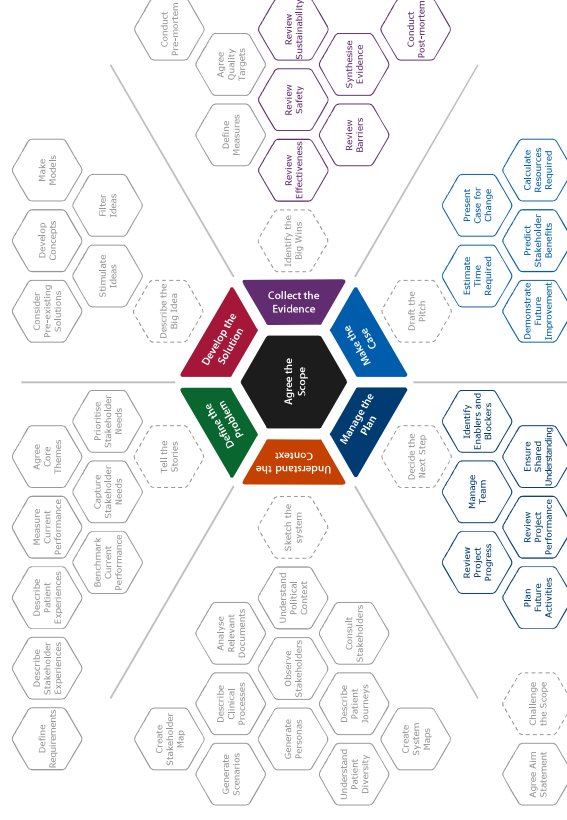 Conduct
Pre-mortem
Agree
Quality
Targets
Define
Measures
Review
Sustainability
Review
Safety
Review
Effectiveness
Synthesise
Evidence
Review
Barriers
Conduct
Post-mortem
Identify the
Big Wins
Make
Models
Filter
Ideas
Develop
Concepts
Stimulate
Ideas
Consider
Pre-existing
Solutions
Describe the
Big Idea
Present
Case for
Change
Calculate
Resources
Required
Estimate
Time
Required
Predict
Stakeholder
Benefits
Demonstrate
Future
Improvement
Draft the
Pitch
Collect the
Evidence
Develop the
Solution
Make the
Case
Agree the
Scope
Define the
Problem
Manage the
Plan
Understand the
Context
Prioritise
Stakeholder
Needs
Agree
Core
Themes
Tell the
Stories
Capture
Stakeholder
Needs
Measure
Current
Performance
Benchmark
Current
Performance
Describe
Patient
Experiences
Describe
Stakeholder
Experiences
Define
Requirements
Decide the
Next Step
Identify
Enablers and
Blockers
Ensure
Shared
Understanding
Manage
Team
Review
Project
Performance
Review
Project
Progress
Plan
Future
Activities
Sketch the
system
Understand
Political
Context
Analyse
Relevant
Documents
Consult
Stakeholders
Observe
Stakeholders
Describe
Clinical
Processes
Describe
Patient
Journeys
Create
Stakeholder
Map
Generate
Personas
Create
System
Maps
Generate
Scenarios
Understand
Patient
Diversity
Challenge
the Scope
Agree Aim
Statement